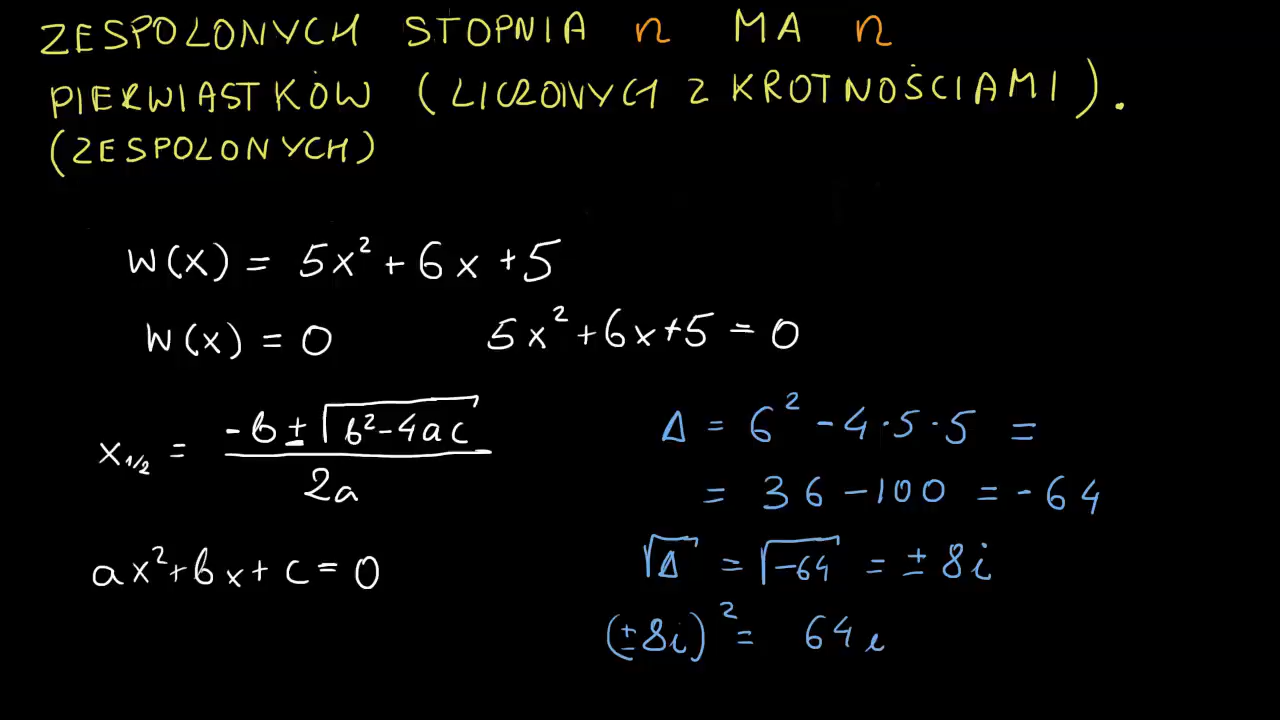 ZESPOLONYCH STOPNIA n MA n
PIERWIASTKÓW (LICZONYCH Z KROTNOŚCIAMI).
(ZESPOLONYCH)
W(X) = 5x² + 6x + 5
W(x) = 0 5x² + 6x + 5 = 0
x₁/₂ = (-b ± √(b² - 4ac)) / 2a
ax² + bx + c = 0
Δ = 6² - 4·5·5 =
= 36 - 100 = -64
√Δ = √-64 = ± 8i
(±8i)² = 64i